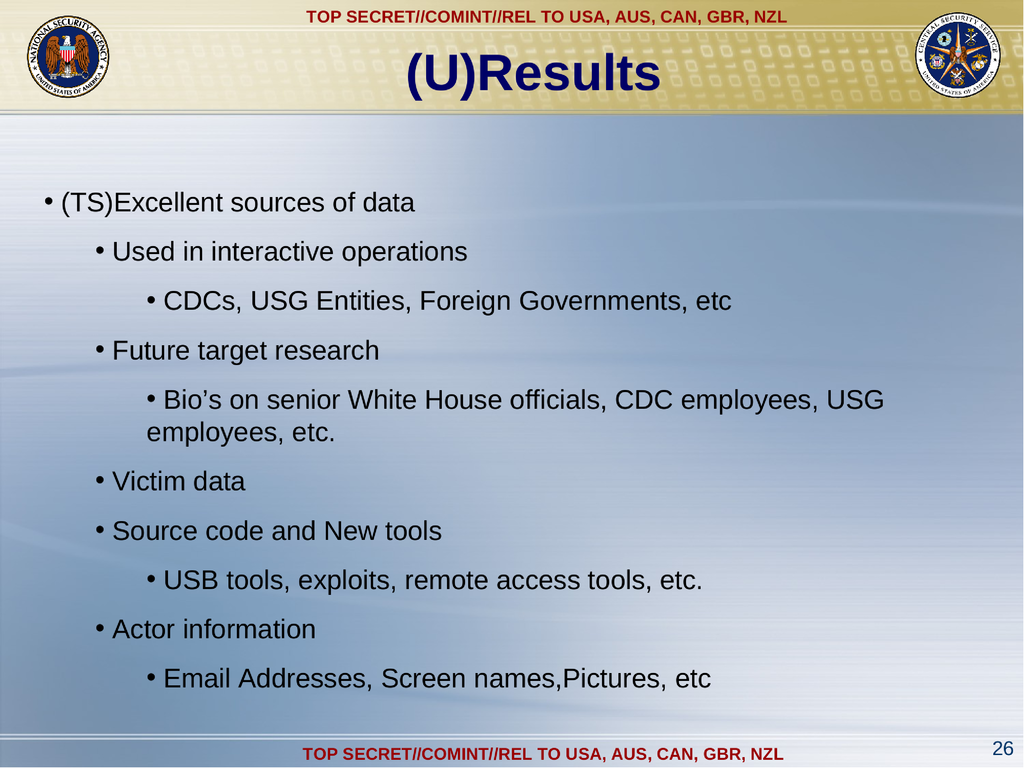 TOP SECRET//COMINT//REL TO USA, AUS, CAN, GBR, NZL
NATIONAL SECURITY AGENCY
UNITED STATES OF AMERICA
CENTRAL SECURITY SERVICE
UNITED STATES OF AMERICA
(U)Results
• (TS)Excellent sources of data
• Used in interactive operations
• CDCs, USG Entities, Foreign Governments, etc
• Future target research
• Bio’s on senior White House officials, CDC employees, USG
employees, etc.
• Victim data
• Source code and New tools
• USB tools, exploits, remote access tools, etc.
• Actor information
• Email Addresses, Screen names,Pictures, etc
TOP SECRET//COMINT//REL TO USA, AUS, CAN, GBR, NZL
26